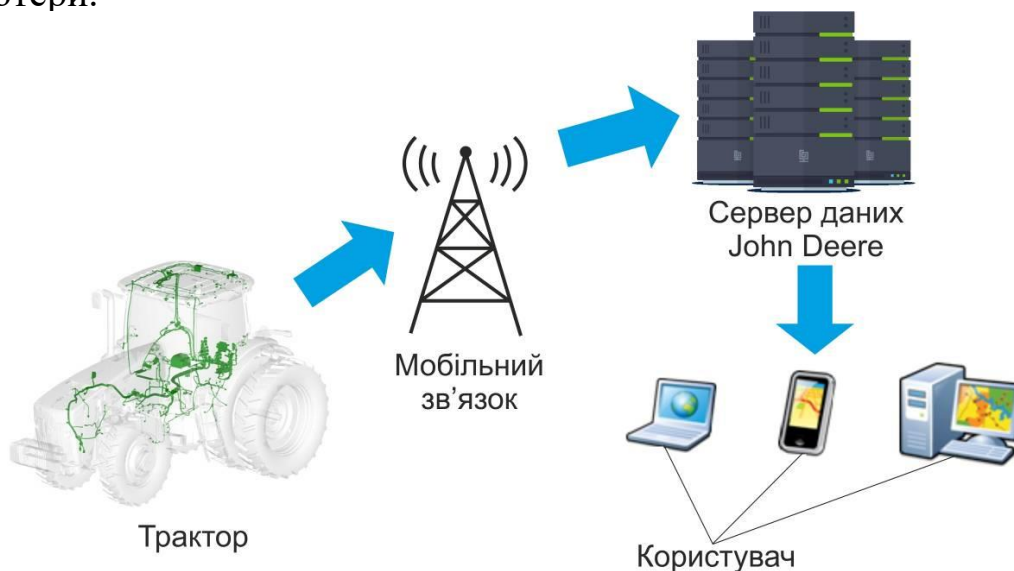 Сервер даних
John Deere
Мобільний
зв’язок
Трактор
Користувач